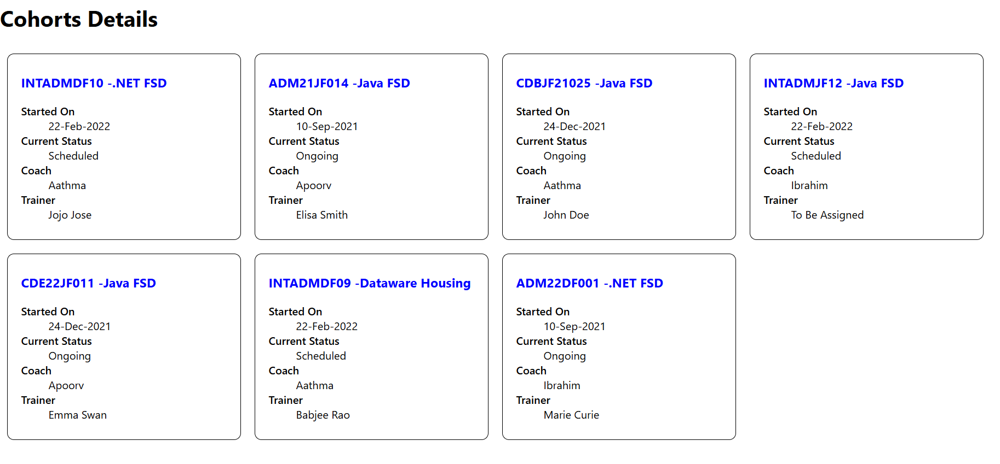 Cohorts Details
INTADMDF10 -.NET FSD
Started On
22-Feb-2022
Current Status
Scheduled
Coach
Aathma
Trainer
Jojo Jose
ADM21JF014 -Java FSD
Started On
10-Sep-2021
Current Status
Ongoing
Coach
Apoorv
Trainer
Elisa Smith
CDBJF21025 -Java FSD
Started On
24-Dec-2021
Current Status
Ongoing
Coach
Aathma
Trainer
John Doe
INTADMJF12 -Java FSD
Started On
22-Feb-2022
Current Status
Scheduled
Coach
Ibrahim
Trainer
To Be Assigned
CDE22JF011 -Java FSD
Started On
24-Dec-2021
Current Status
Ongoing
Coach
Apoorv
Trainer
Emma Swan
INTADMDF09 -Dataware Housing
Started On
22-Feb-2022
Current Status
Scheduled
Coach
Aathma
Trainer
Babjee Rao
ADM22DF001 -.NET FSD
Started On
10-Sep-2021
Current Status
Ongoing
Coach
Ibrahim
Trainer
Marie Curie